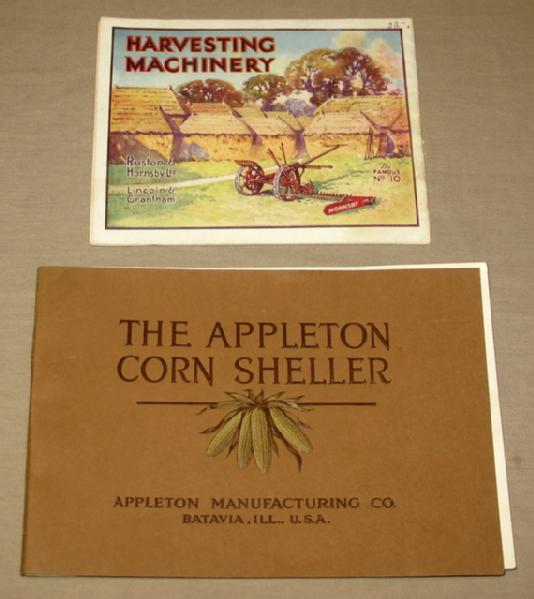 HARVESTING
MACHINERY
Ruston &
Hornsby Ltd
Lincoln &
Grantham
The
FAMOUS
No 10
HORNSBY
THE APPLETON
CORN SHELLER
APPLETON MANUFACTURING CO.
BATAVIA, ILL., U.S.A.